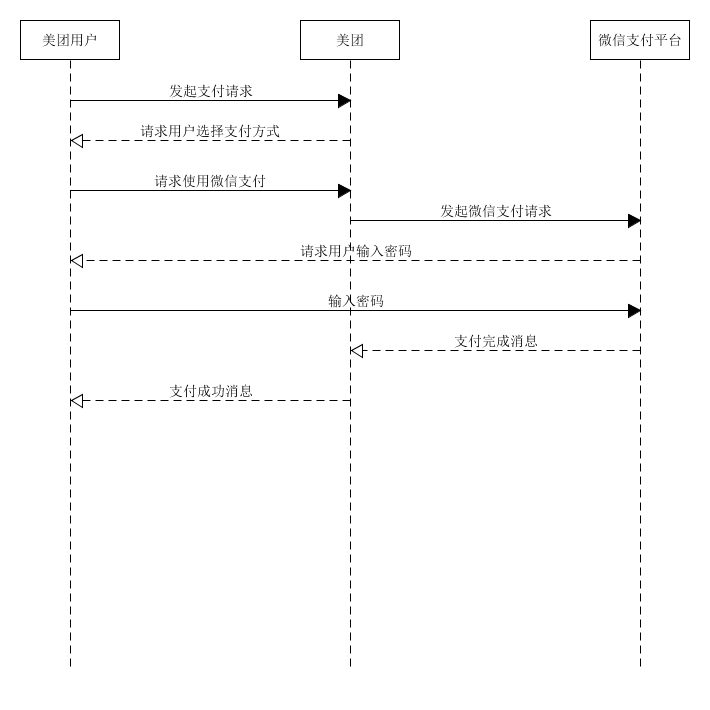 美团用户
美团
微信支付平台
发起支付请求
请求用户选择支付方式
请求使用微信支付
发起微信支付请求
请求用户输入密码
输入密码
支付完成消息
支付成功消息